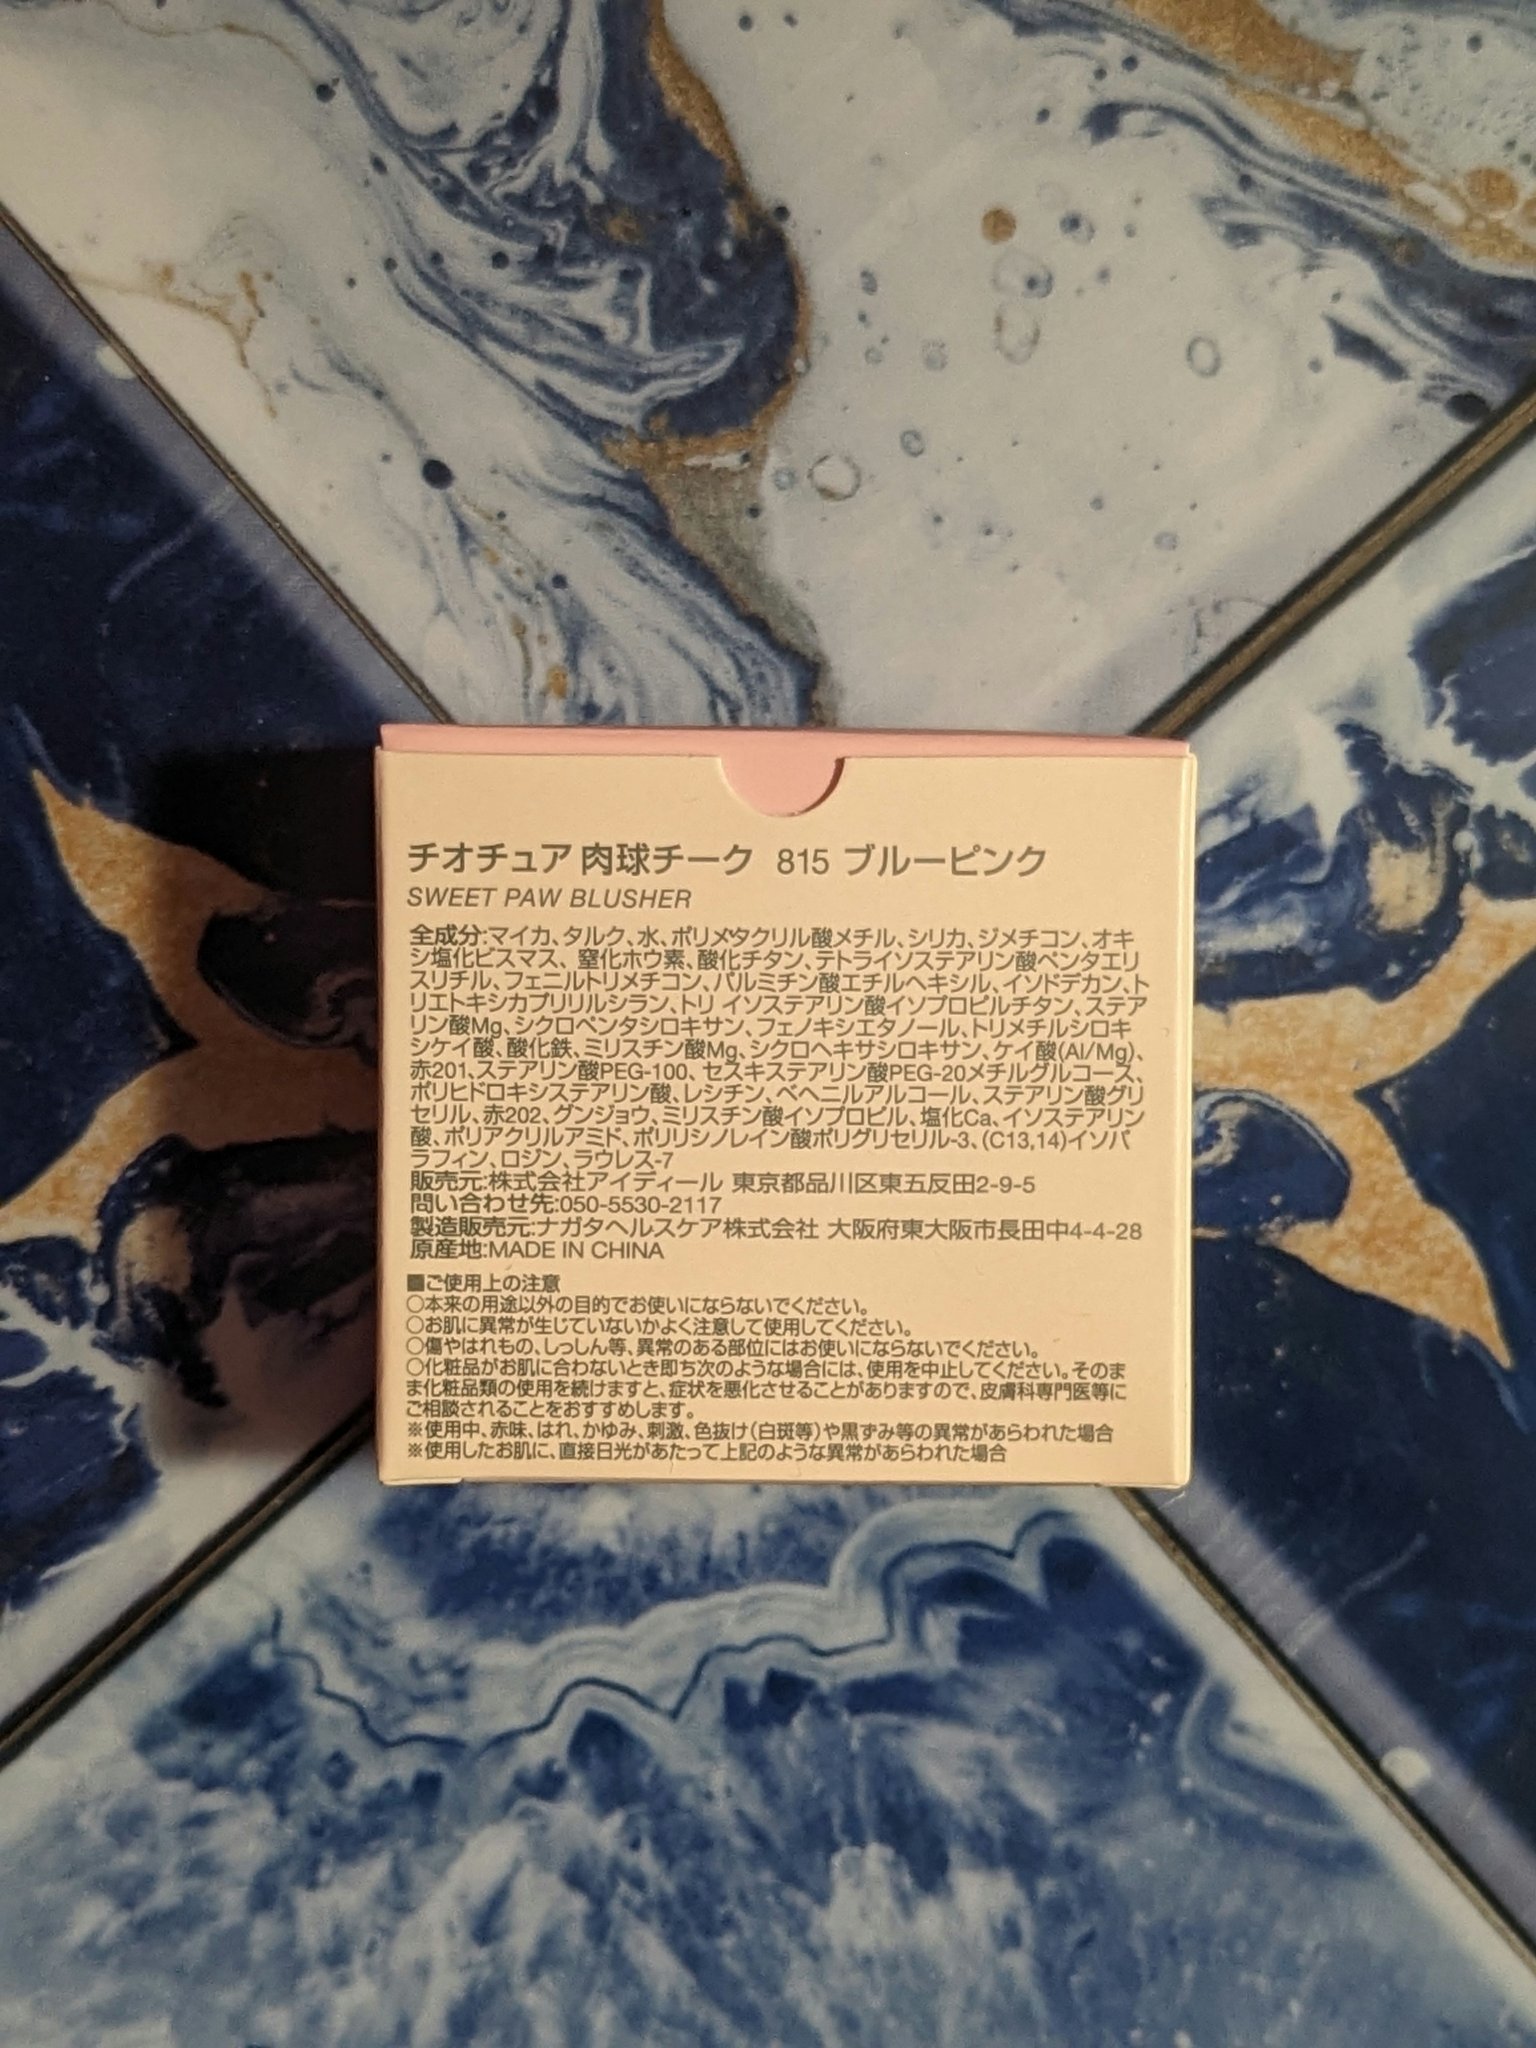 チオチュア 肉球チーク 815 ブルーピンク
SWEET PAW BLUSHER
全成分:マイカ、タルク、水、ポリメタクリル酸メチル、シリカ、ジメチコン、オキ
シ塩化ビスマス、窒化ホウ素、酸化チタン、テトライソステアリン酸ペンタエリ
スリチル、フェニルトリメチコン、パルミチン酸エチルヘキシル、イソドデカン、ト
リエトキシカプリリルシラン、トリ イソステアリン酸イソプロピルチタン、ステア
リン酸Mg、シクロペンタシロキサン、フェノキシエタノール、トリメチルシロキ
シケイ酸、酸化鉄、ミリスチン酸Mg、シクロヘキサシロキサン、ケイ酸(Al/Mg)、
赤201、ステアリン酸PEG-100、セスキステアリン酸PEG-20メチルグルコース、
ポリヒドロキシステアリン酸、レシチン、ベヘニルアルコール、ステアリン酸グリ
セリル、赤202、グンジョウ、ミリスチン酸イソプロピル、塩化Ca、イソステアリン
酸、ポリアクリルアミド、ポリリシノレイン酸ポリグリセリル-3、(C13,14)イソパ
ラフィン、ロジン、ラウレス-7
販売元:株式会社アイディール 東京都品川区東五反田2-9-5
問い合わせ先:050-5530-2117
製造販売元:ナガタヘルスケア株式会社 大阪府東大阪市長田中4-4-28
原産地:MADE IN CHINA
■ご使用上の注意
○本来の用途以外の目的でお使いにならないでください。
○お肌に異常が生じていないかよく注意して使用してください。
○傷やはれもの、しっしん等、異常のある部位にはお使いにならないでください。
○化粧品がお肌に合わないとき即ち次のような場合には、使用を中止してください。そのま
ま化粧品類の使用を続けますと、症状を悪化させることがありますので、皮膚科専門医等に
ご相談されることをおすすめします。
※使用中、赤味、はれ、かゆみ、刺激、色抜け(白斑等)や黒ずみ等の異常があらわれた場合
※使用したお肌に、直接日光があたって上記のような異常があらわれた場合